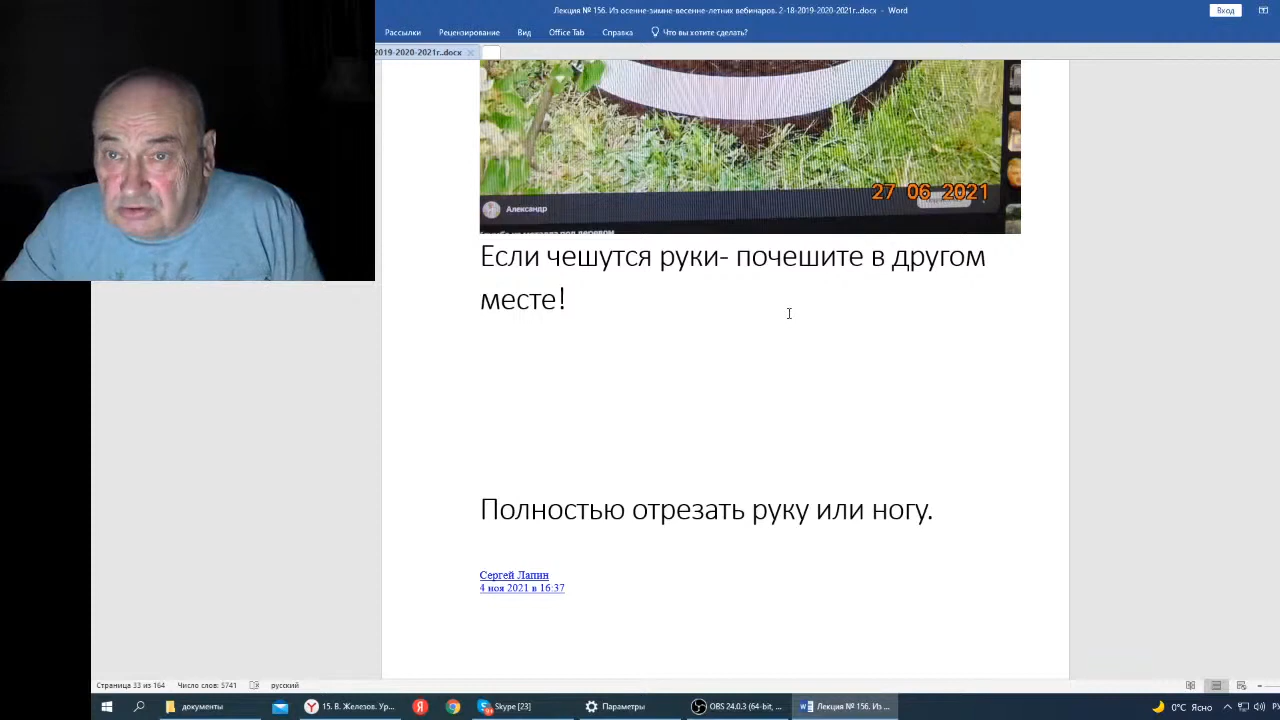 Лекция № 156. Из осенне-зимне-весенне-летних вебинаров. 2-18-2019-2020-2021г..docx - Word
Вход
Рассылки Рецензирование Вид Office Tab Справка Что вы хотите сделать?
2019-2020-2021г..docx
27 06 2021
Александр
под деревом
Если чешутся руки- почешите в другом
месте!
Полностью отрезать руку или ногу.
Сергей Лапин
4 ноя 2021 в 16:37
Страница 33 из 164 Число слов: 5741 русский
документы 15. В. Железов. Ур... Skype [23] Параметры OBS 24.0.3 (64-bit, ... Лекция № 156. Из ... 0°C Ясно